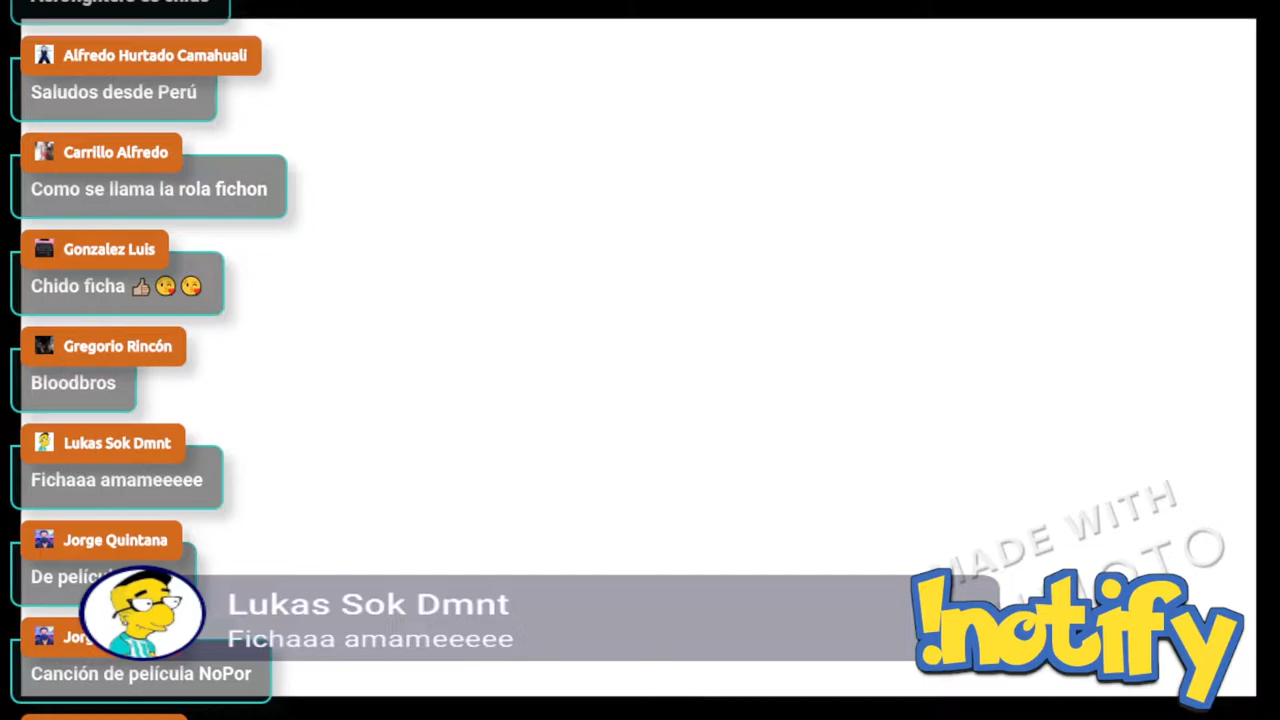 Alfredo Hurtado Camahuali
Saludos desde Perú
Carrillo Alfredo
Como se llama la rola fichon
Gonzalez Luis
Chido ficha 👍🏽😘😘
Gregorio Rincón
Bloodbros
Lukas Sok Dmnt
Fichaaa amameeeee
Jorge Quintana
De
Lukas Sok Dmnt
Fichaaa amameeeee
Canción de película NoPor
MADE WITH
!notify